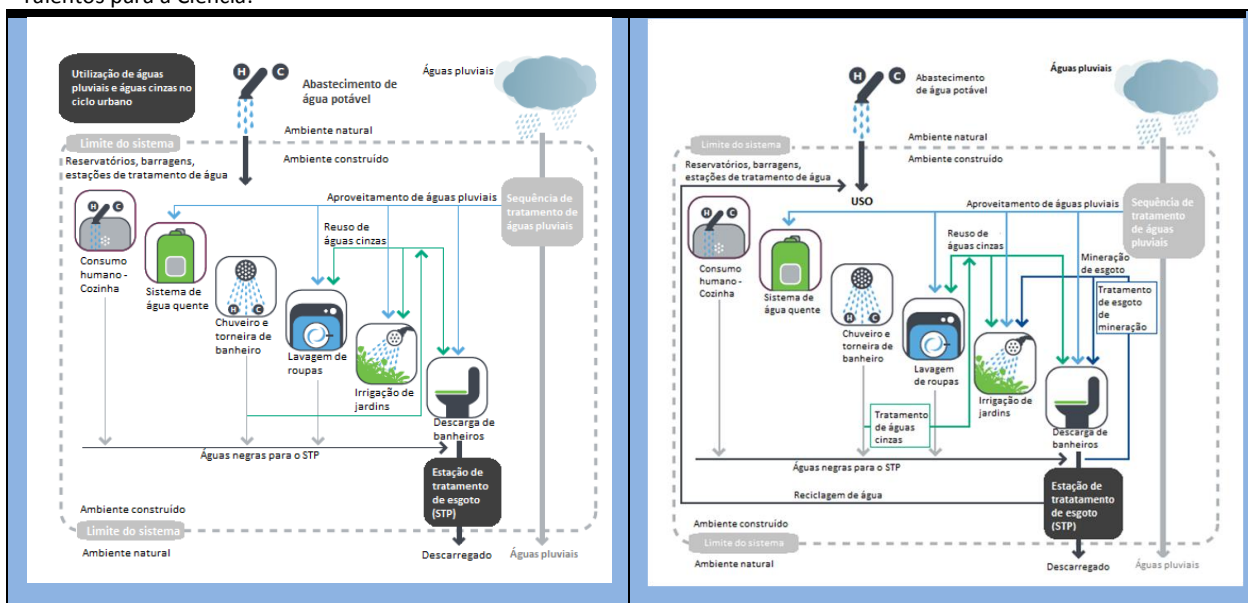 Talentos para a Ciência?
Utilização de águas
pluviais e águas cinzas no
ciclo urbano
H C
Abastecimento de
água potável
Águas pluviais
Ambiente natural
Limite do sistema
Ambiente construído
Reservatórios, barragens,
estações de tratamento de água
Aproveitamento de águas pluviais
Sequência de
tratamento de
águas pluviais
H C
Reuso de
águas cinzas
Consumo
humano -
Cozinha
Sistema de
água quente
H C
Chuveiro e
torneira de
banheiro
Lavagem de
roupas
Irrigação de
jardins
Descarga de
banheiros
Águas negras para o STP
Estação de
tratamento
de esgoto
(STP)
Ambiente construído
Limite do sistema
Ambiente natural
Descarregado
Águas pluviais
H C
Abastecimento
de água potável
Águas pluviais
Ambiente natural
Limite do sistema
Ambiente construído
Reservatórios, barragens,
estações de tratamento de água
USO
Aproveitamento de águas pluviais
Sequência de
tratamento
de águas
pluviais
H C
Reuso de
águas cinzas
Mineração
de esgoto
Consumo
humano -
Cozinha
Sistema de
água quente
Tratamento
de esgoto
de
mineração
H C
Chuveiro e
torneira de
banheiro
Lavagem
de roupas
Irrigação de
jardins
Tratamento
de águas
cinzas
Descarga de
banheiros
Águas negras para o STP
Estação de
tratatamento
de esgoto
(STP)
Reciclagem de água
Ambiente construído
Limite do sistema
Ambiente natural
Descarregado
Águas pluviais